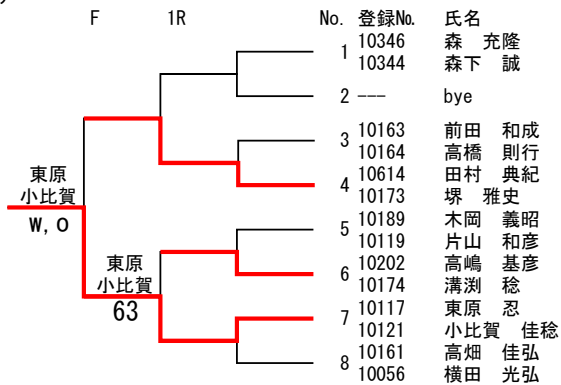 F 1R No. 登録No. 氏名
1 10346 森 充隆
10344 森下 誠
2 --- bye
3 10163 前田 和成
10164 高橋 則行
4 10614 田村 典紀
10173 堺 雅史
5 10189 木岡 義昭
10119 片山 和彦
6 10202 高嶋 基彦
10174 溝渕 稔
7 10117 東原 忍
10121 小比賀 佳稔
8 10161 高畑 佳弘
10056 横田 光弘
東原
小比賀
W,O
東原
小比賀
63